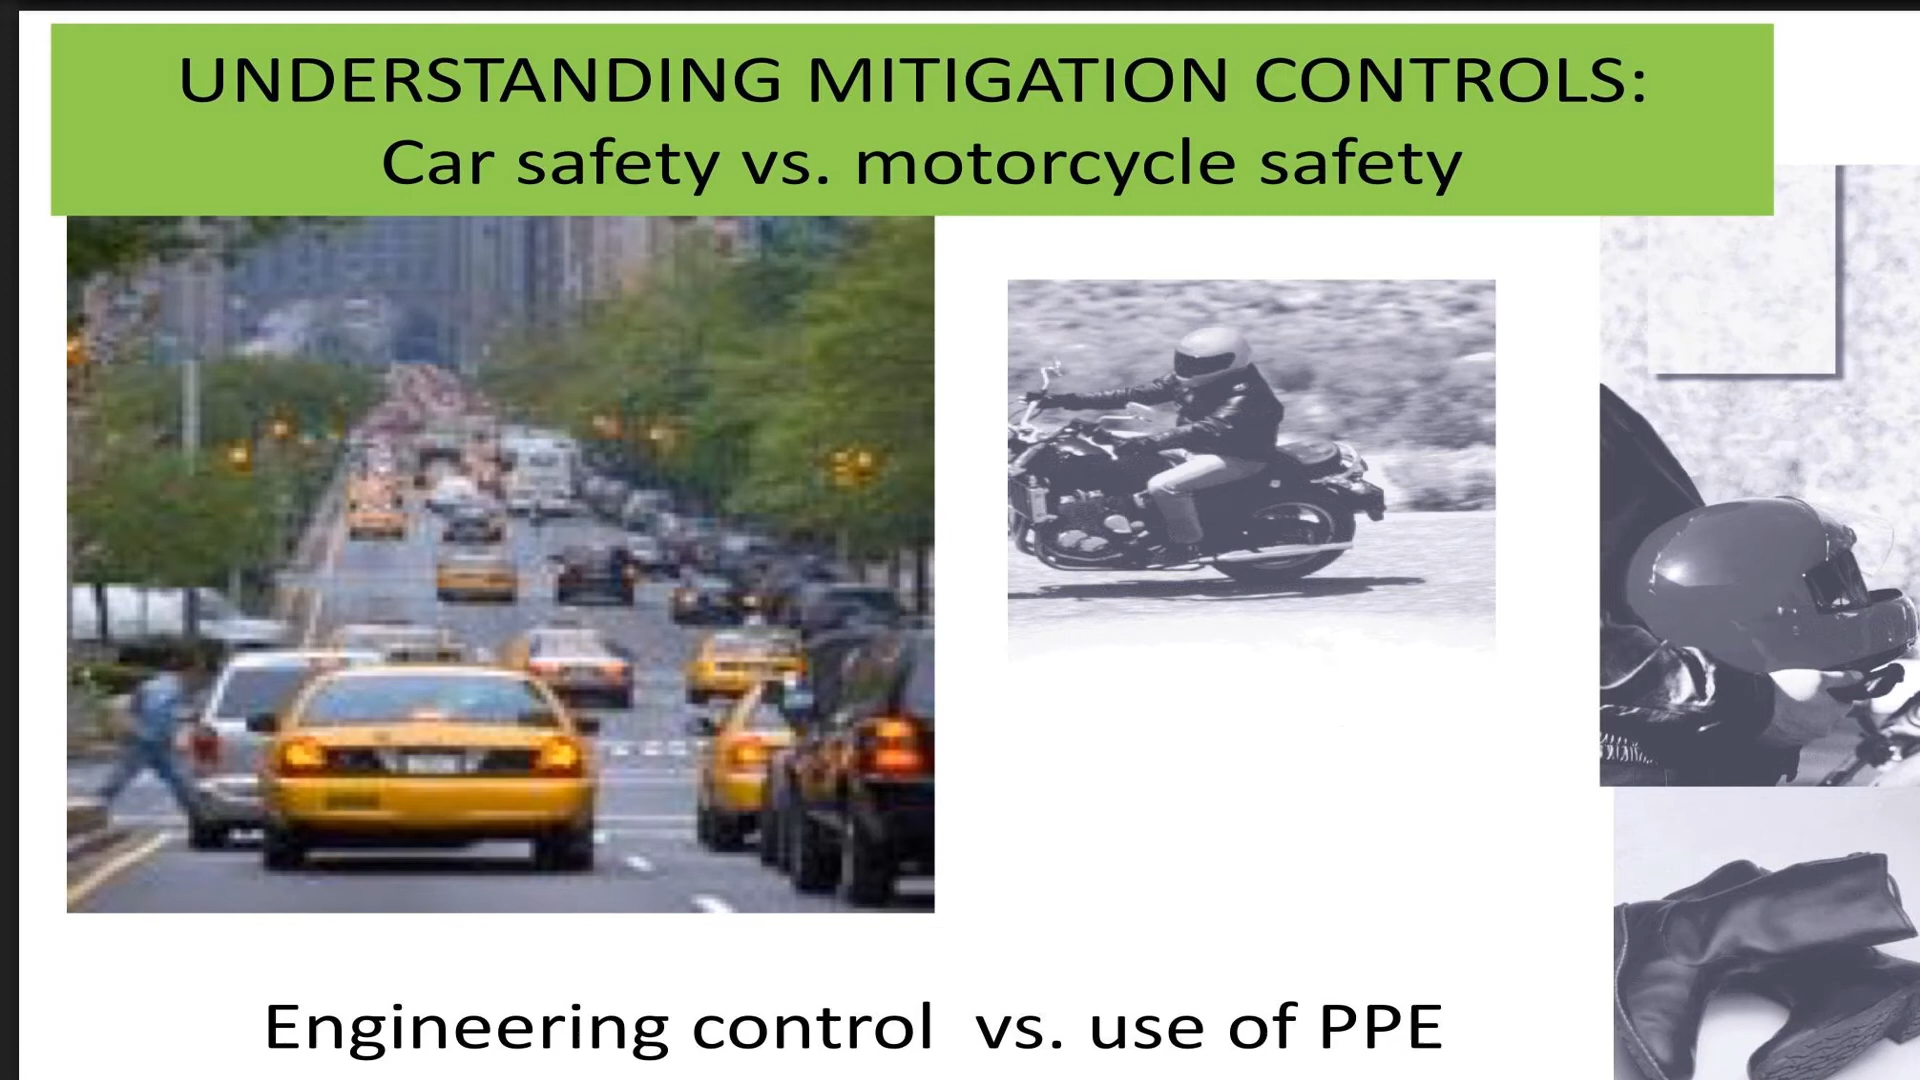 UNDERSTANDING MITIGATION CONTROLS:
Car safety vs. motorcycle safety
Engineering control vs. use of PPE